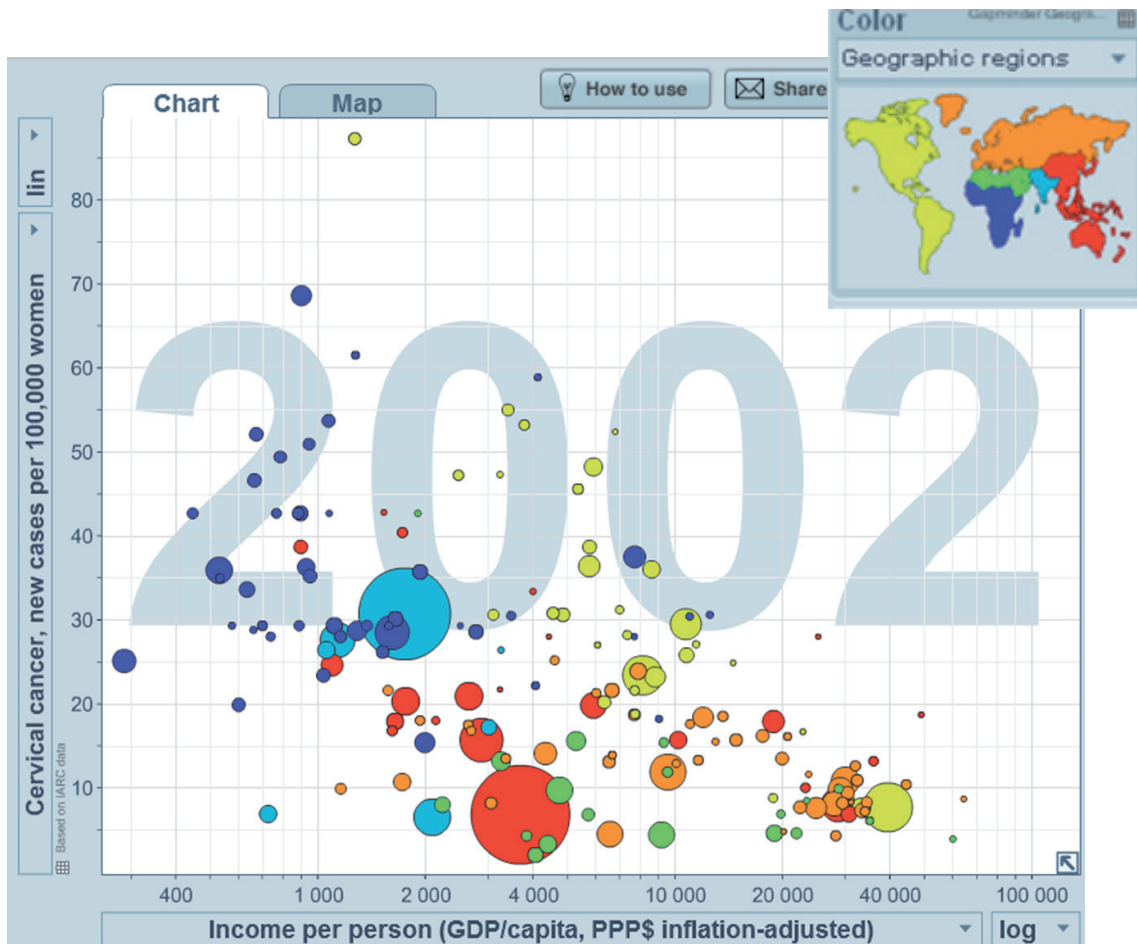 Color
Gapminder Geogra...
Geographic regions
Chart
Map
How to use
Share
lin
Cervical cancer, new cases per 100,000 women
Based on IARC data
2002
80
70
60
50
40
30
20
10
400
1 000
2 000
4 000
10 000
20 000
40 000
100 000
Income per person (GDP/capita, PPP$ inflation-adjusted)
log